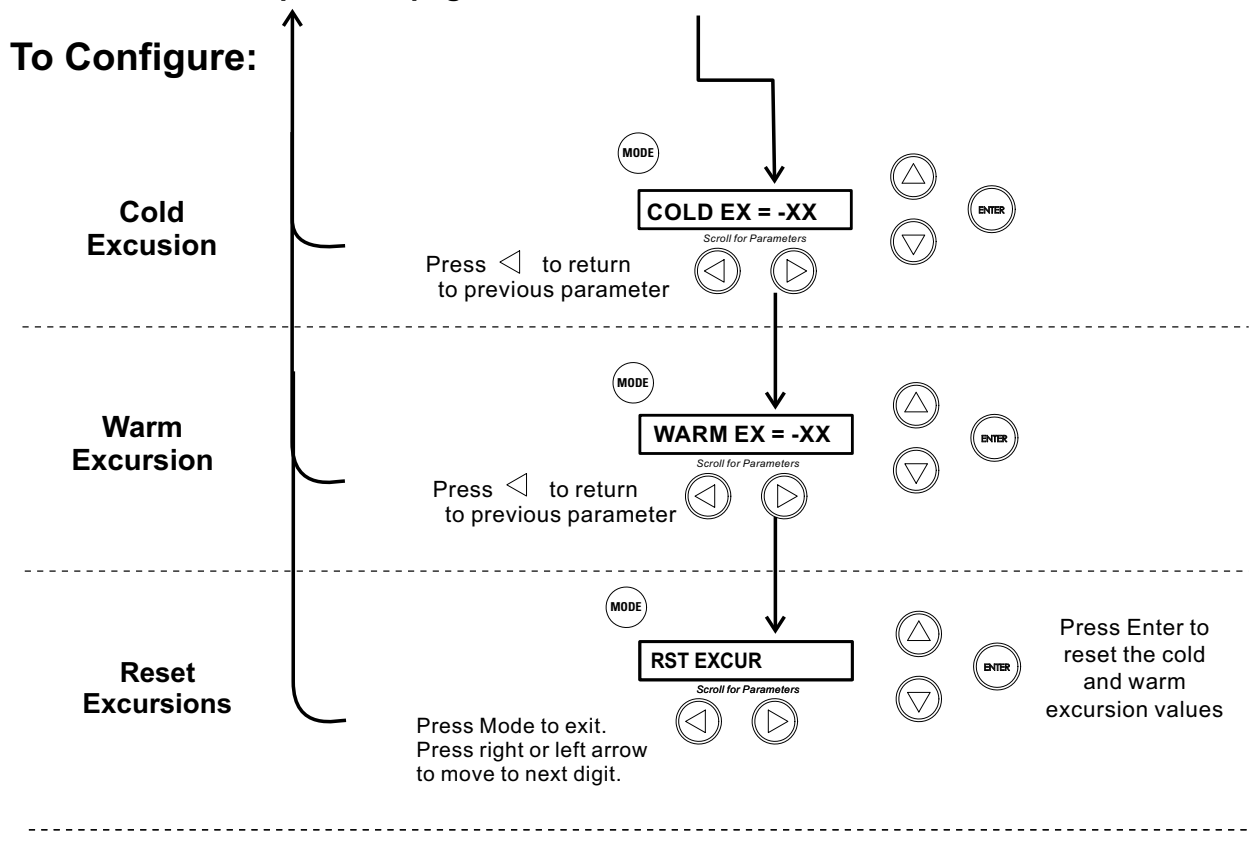 To Configure:
MODE
Cold
Excusion
COLD EX = -XX
ENTER
Scroll for Parameters
Press ◁ to return
to previous parameter
MODE
Warm
Excursion
WARM EX = -XX
ENTER
Scroll for Parameters
Press ◁ to return
to previous parameter
MODE
Reset
Excursions
RST EXCUR
ENTER
Press Enter to
reset the cold
and warm
excursion values
Scroll for Parameters
Press Mode to exit.
Press right or left arrow
to move to next digit.